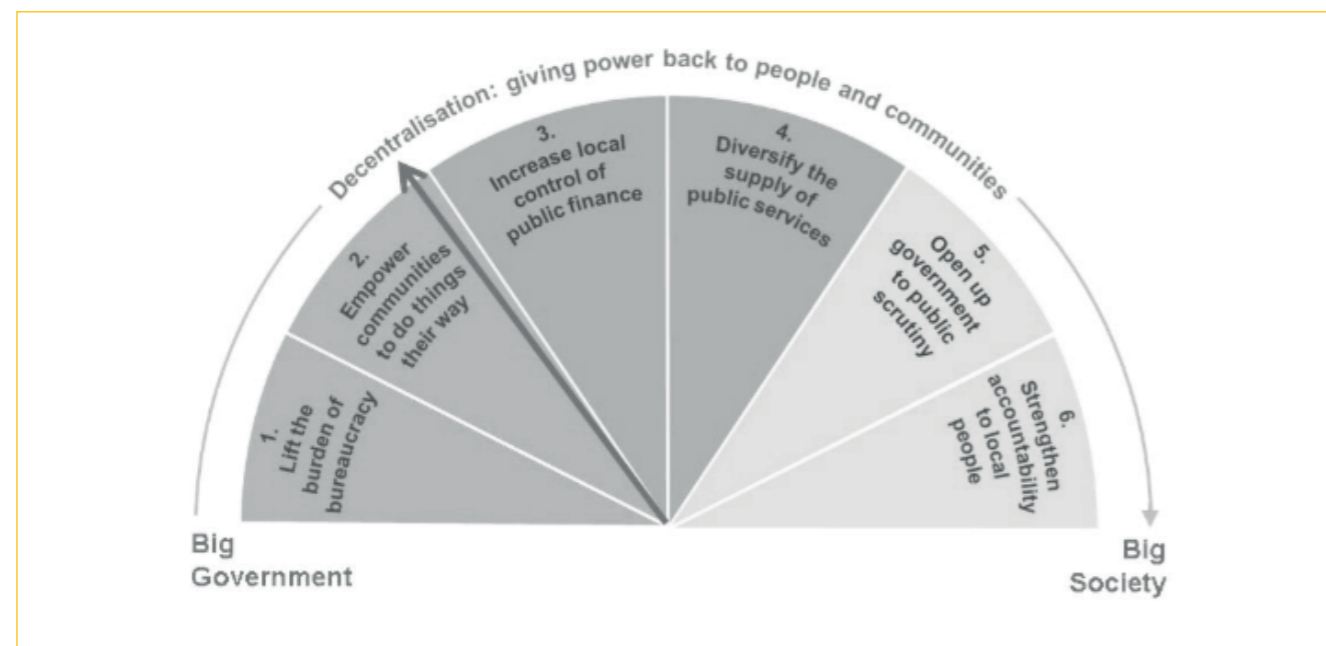 Decentralisation: giving power back to people and communities
1.
Lift the
burden of
bureaucracy
2.
Empower
communities
to do things
their way
3.
Increase local
control of
public finance
4.
Diversify the
supply of
public services
5.
Open up
government
to public
scrutiny
6.
Strengthen
accountability
to local
people
Big
Government
Big
Society